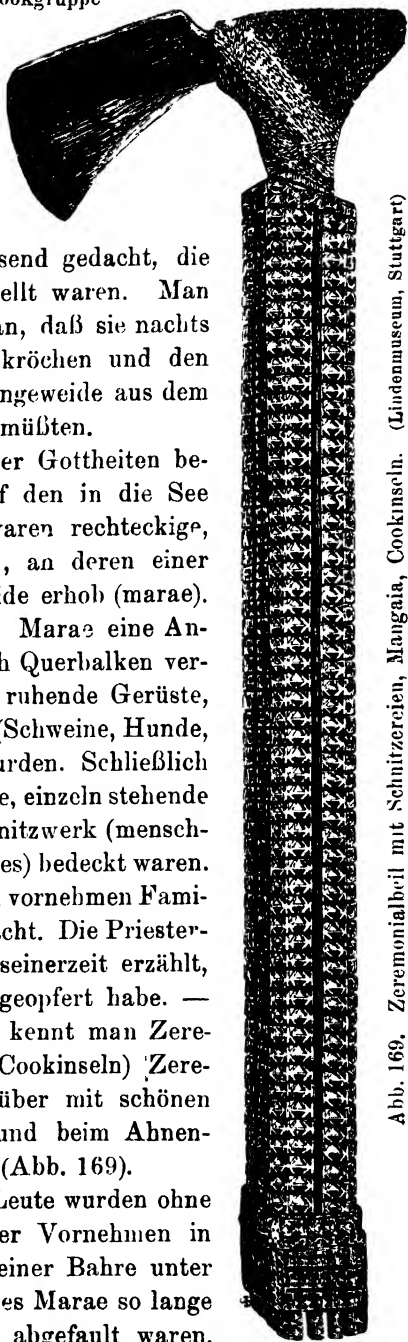 send gedacht, die
ellt waren. Man
an, daß sie nachts
kröchen und den
ngeweide aus dem
müßten.
er Gottheiten be-
f den in die See
waren rechteckige,
, an deren einer
ide erhob (marae).
Marae eine An-
h Querbalken ver-
ruhende Gerüste,
(Schweine, Hunde,
urden. Schließlich
e, einzeln stehende
nitzwerk (mensch-
es) bedeckt waren.
vornehmen Fami-
cht. Die Priester-
seinerzeit erzählt,
geopfert habe. —
kennt man Zere-
Cookinseln) Zere-
über mit schönen
und beim Ahnen-
(Abb. 169).
Leute wurden ohne
er Vornehmen in
einer Bahre unter
es Marae so lange
abgefault waren.
Abb. 169. Zeremonialbeil mit Schnitzereien, Mangaia, Cookinseln. (Lindenmuseum, Stuttgart)